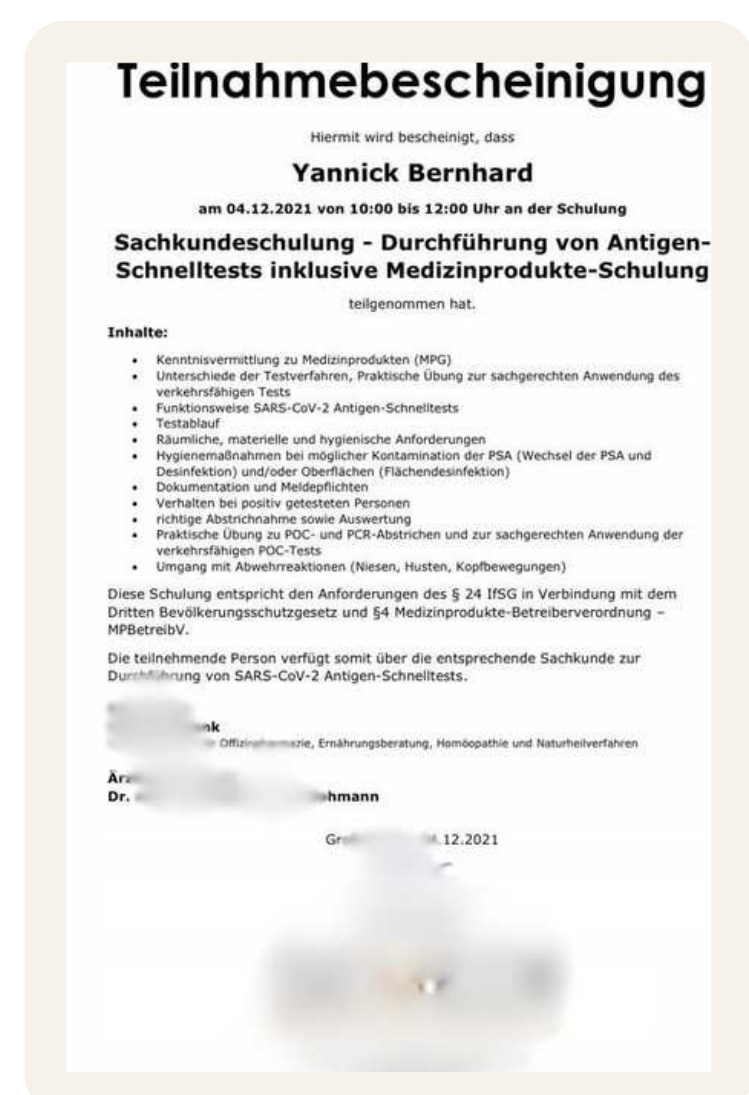 Teilnahmebescheinigung
Hiermit wird bescheinigt, dass
Yannick Bernhard
am 04.12.2021 von 10:00 bis 12:00 Uhr an der Schulung
Sachkundeschulung - Durchführung von Antigen-
Schnelltests inklusive Medizinprodukte-Schulung
teilgenommen hat.
Inhalte:
• Kenntnisvermittlung zu Medizinprodukten (MPG)
• Unterschiede der Testverfahren, Praktische Übung zur sachgerechten Anwendung des
verkehrsfähigen Tests
• Funktionsweise SARS-CoV-2 Antigen-Schnelltests
• Testablauf
• Räumliche, materielle und hygienische Anforderungen
• Hygienemaßnahmen bei möglicher Kontamination der PSA (Wechsel der PSA und
Desinfektion) und/oder Oberflächen (Flächendesinfektion)
• Dokumentation und Meldepflichten
• Verhalten bei positiv getesteten Personen
• richtige Abstrichnahme sowie Auswertung
• Praktische Übung zu POC- und PCR-Abstrichen und zur sachgerechten Anwendung der
verkehrsfähigen POC-Tests
• Umgang mit Abwehrreaktionen (Niesen, Husten, Kopfbewegungen)
Diese Schulung entspricht den Anforderungen des § 24 IfSG in Verbindung mit dem
Dritten Bevölkerungsschutzgesetz und §4 Medizinprodukte-Betreiberverordnung –
MPBetreibV.
Die teilnehmende Person verfügt somit über die entsprechende Sachkunde zur
Durchführung von SARS-CoV-2 Antigen-Schnelltests.
Ernährungsberatung, Homöopathie und Naturheilverfahren
Dr.
12.2021